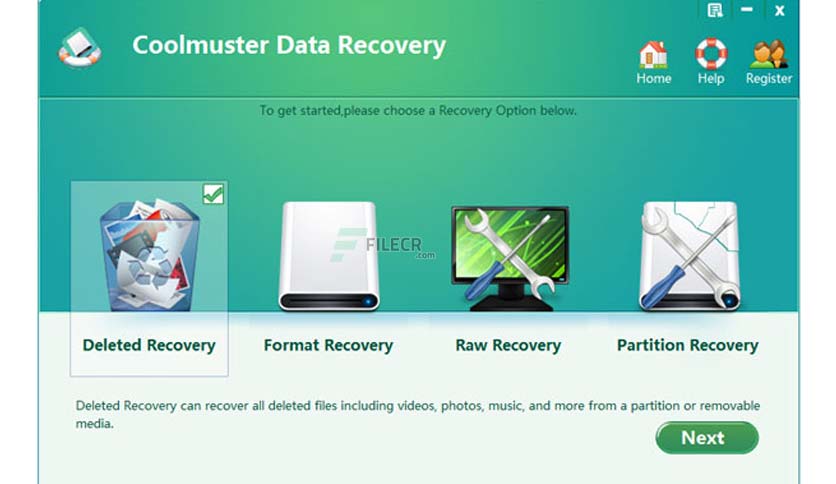 Coolmuster Data Recovery
Home
Help
Register
To get started,please choose a Recovery Option below.
FILECR
.com
Deleted Recovery
Format Recovery
Raw Recovery
Partition Recovery
Deleted Recovery can recover all deleted files including videos, photos, music, and more from a partition or removable
media.
Next